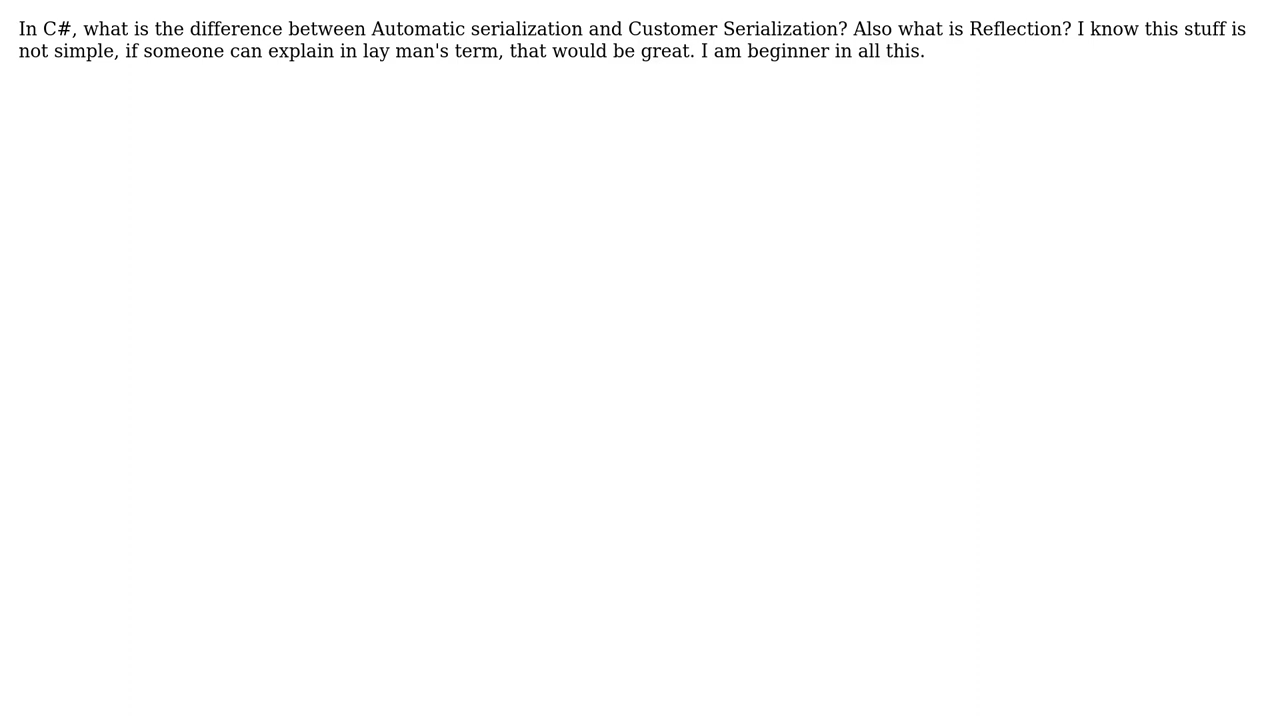 In C#, what is the difference between Automatic serialization and Customer Serialization? Also what is Reflection? I know this stuff is
not simple, if someone can explain in lay man's term, that would be great. I am beginner in all this.